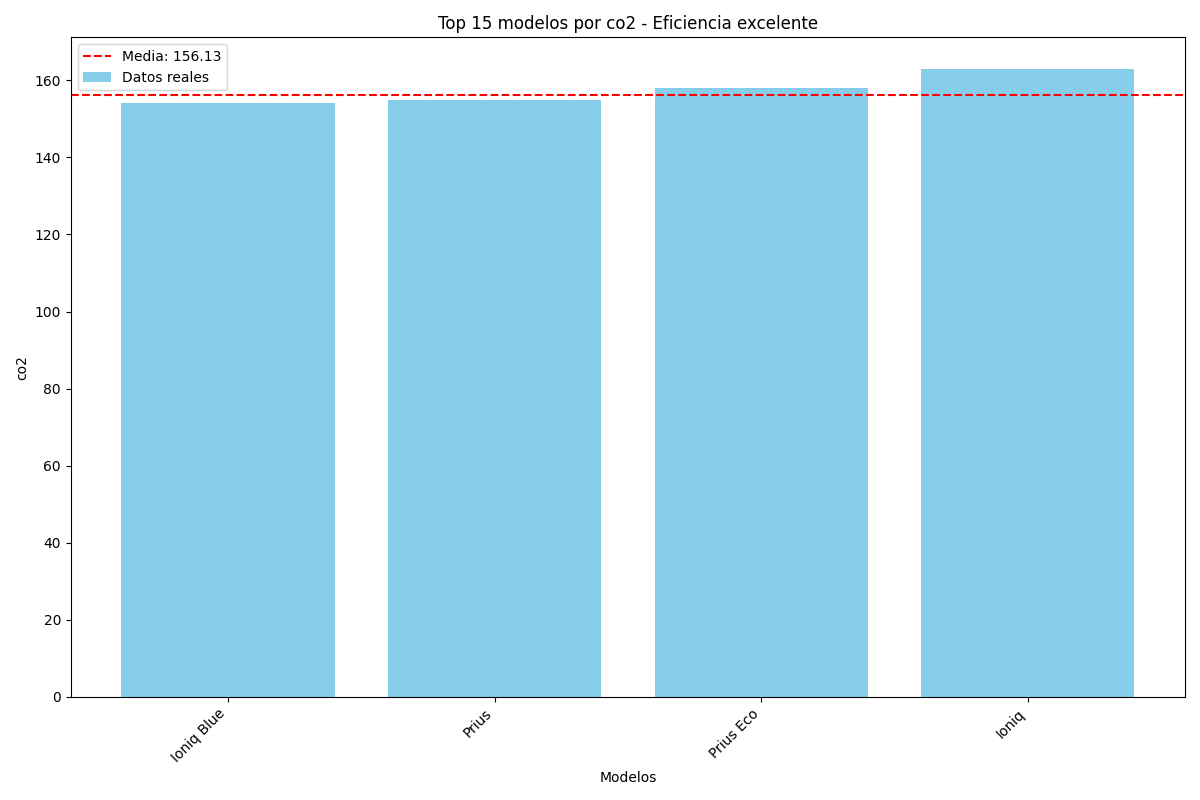 Top 15 modelos por co2 - Eficiencia excelente
Media: 156.13
Datos reales
co2
160
140
120
100
80
60
40
20
0
Ioniq Blue
Prius
Prius Eco
Ioniq
Modelos